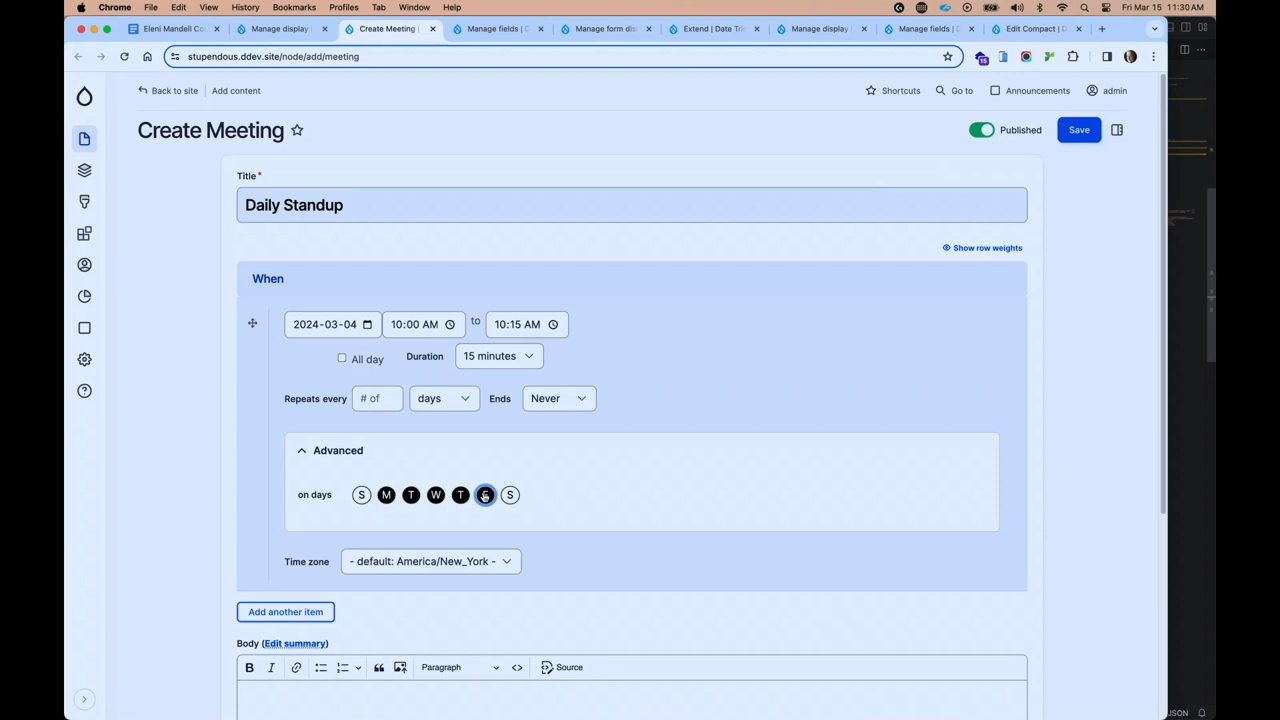 Chrome File Edit View History Bookmarks Profiles Tab Window Help Fri Mar 15 11:30 AM
Eleni Mandell Co Manage display Create Meeting | Manage fields | D Manage form dis Extend | Date Tri Manage display Manage fields | D Edit Compact | D
stupendous.ddev.site/node/add/meeting
15
Back to site Add content Shortcuts Go to Announcements admin
Create Meeting Published Save
Title*
Daily Standup
Show row weights
When
2024-03-04 10:00 AM to 10:15 AM
All day Duration 15 minutes
Repeats every # of days Ends Never
Advanced
on days S M T W T F S
Time zone - default: America/New_York -
Add another item
Body (Edit summary)
B I Paragraph Source
JSON